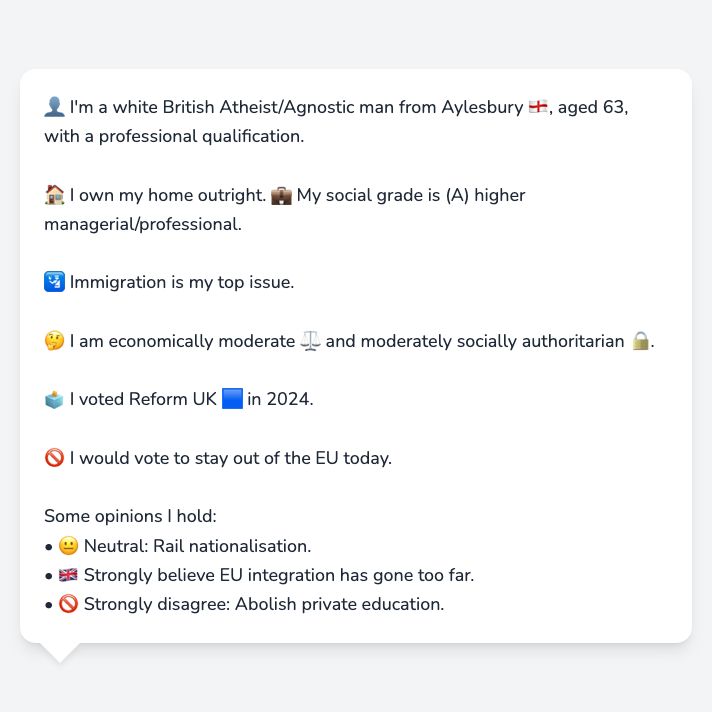 👤 I'm a white British Atheist/Agnostic man from Aylesbury 🏴󠁧󠁢󠁥󠁮󠁧󠁿, aged 63,
with a professional qualification.
🏠 I own my home outright. 💼 My social grade is (A) higher
managerial/professional.
🛂 Immigration is my top issue.
🤔 I am economically moderate ⚖️ and moderately socially authoritarian 🔒.
🗳️ I voted Reform UK 🟦 in 2024.
🚫 I would vote to stay out of the EU today.
Some opinions I hold:
• 😐 Neutral: Rail nationalisation.
• 🇬🇧 Strongly believe EU integration has gone too far.
• 🚫 Strongly disagree: Abolish private education.